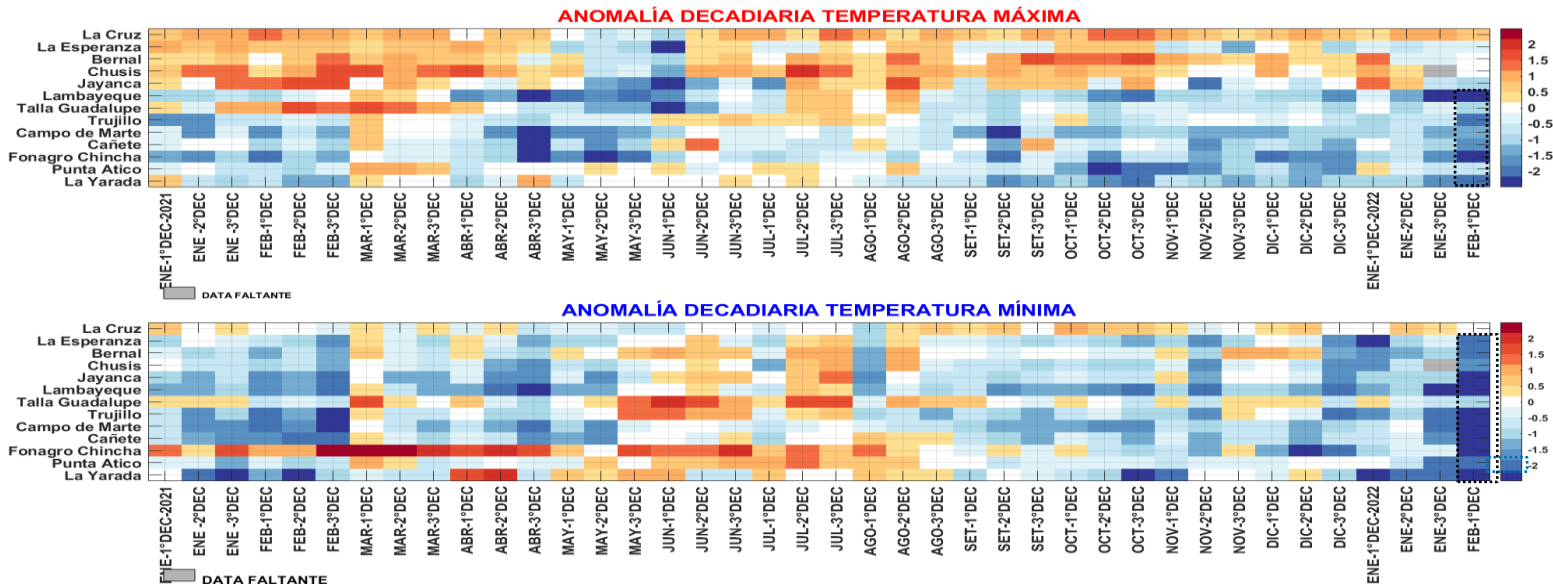 ANOMALÍA DECADIARIA TEMPERATURA MÁXIMA
La Cruz
La Esperanza
Bernal
Chusis
Jayanca
Lambayeque
Talla Guadalupe
Trujillo
Campo de Marte
Cañete
Fonagro Chincha
Punta Atico
La Yarada
2
1.5
1
0.5
0
-0.5
-1
-1.5
-2
ENE-1°DEC-2021
ENE -2°DEC
ENE -3°DEC
FEB-1°DEC
FEB-2°DEC
FEB-3°DEC
MAR-1°DEC
MAR-2°DEC
MAR-3°DEC
ABR-1°DEC
ABR-2°DEC
ABR-3°DEC
MAY-1°DEC
MAY-2°DEC
MAY-3°DEC
JUN-1°DEC
JUN-2°DEC
JUN-3°DEC
JUL-1°DEC
JUL-2°DEC
JUL-3°DEC
AGO-1°DEC
AGO-2°DEC
AGO-3°DEC
SET-1°DEC
SET-2°DEC
SET-3°DEC
OCT-1°DEC
OCT-2°DEC
OCT-3°DEC
NOV-1°DEC
NOV-2°DEC
NOV-3°DEC
DIC-1°DEC
DIC-2°DEC
DIC-3°DEC
ENE-1°DEC-2022
ENE-2°DEC
ENE-3°DEC
FEB-1°DEC
DATA FALTANTE
ANOMALÍA DECADIARIA TEMPERATURA MÍNIMA
La Cruz
La Esperanza
Bernal
Chusis
Jayanca
Lambayeque
Talla Guadalupe
Trujillo
Campo de Marte
Cañete
Fonagro Chincha
Punta Atico
La Yarada
2
1.5
1
0.5
0
-0.5
-1
-1.5
-2
ENE-1°DEC-2021
ENE -2°DEC
ENE -3°DEC
FEB-1°DEC
FEB-2°DEC
FEB-3°DEC
MAR-1°DEC
MAR-2°DEC
MAR-3°DEC
ABR-1°DEC
ABR-2°DEC
ABR-3°DEC
MAY-1°DEC
MAY-2°DEC
MAY-3°DEC
JUN-1°DEC
JUN-2°DEC
JUN-3°DEC
JUL-1°DEC
JUL-2°DEC
JUL-3°DEC
AGO-1°DEC
AGO-2°DEC
AGO-3°DEC
SET-1°DEC
SET-2°DEC
SET-3°DEC
OCT-1°DEC
OCT-2°DEC
OCT-3°DEC
NOV-1°DEC
NOV-2°DEC
NOV-3°DEC
DIC-1°DEC
DIC-2°DEC
DIC-3°DEC
ENE-1°DEC-2022
ENE-2°DEC
ENE-3°DEC
FEB-1°DEC
DATA FALTANTE